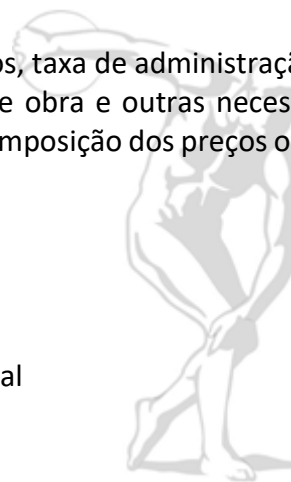 os, taxa de administraçã
e obra e outras neces
mposição dos preços o
al